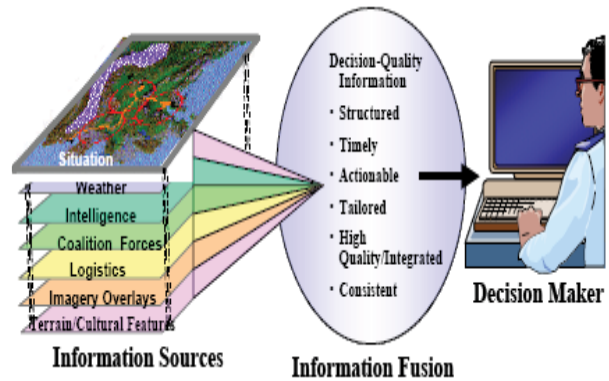 Situation
Weather
Intelligence
Coalition Forces
Logistics
Imagery Overlays
Terrain/Cultural Features
Information Sources
Decision-Quality
Information
· Structured
· Timely
· Actionable
· Tailored
· High
Quality/Integrated
· Consistent
Information Fusion
Decision Maker